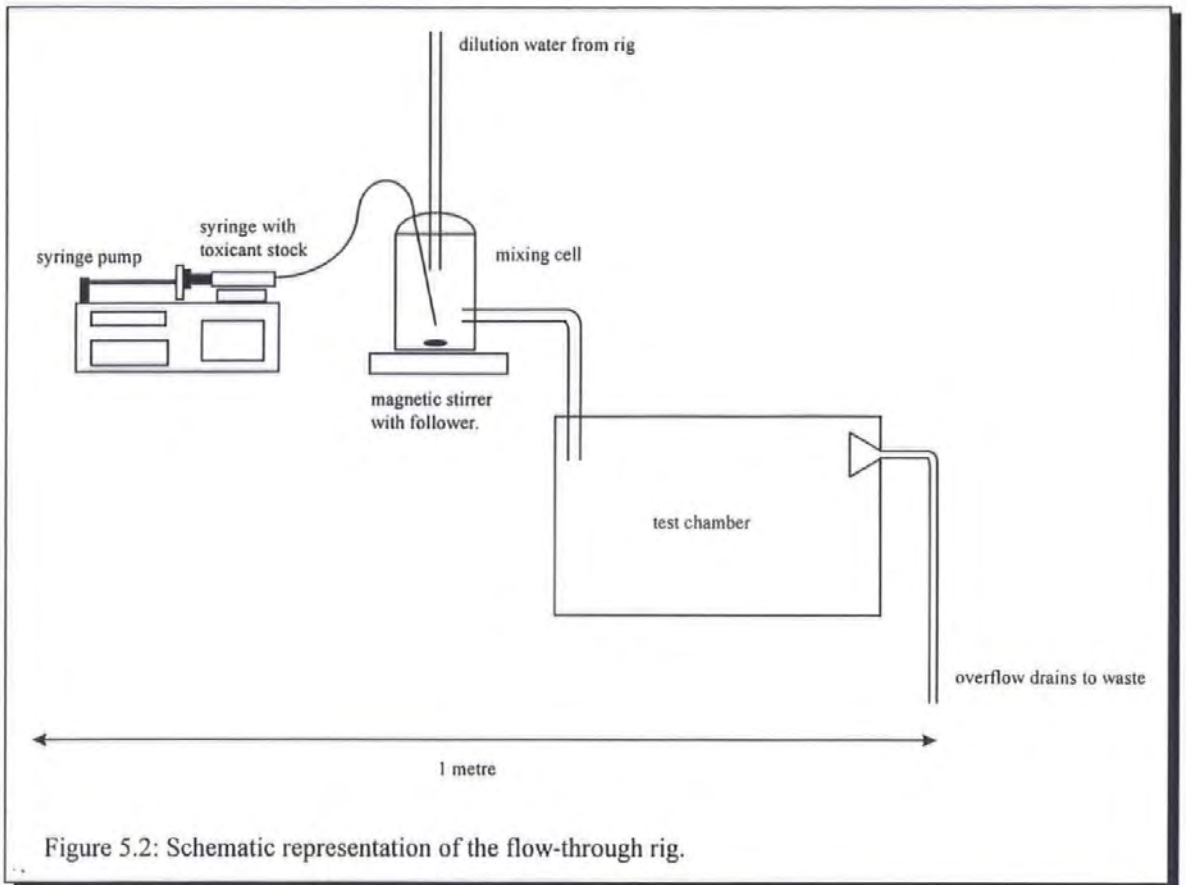 dilution water from rig
syringe with
toxicant stock
syringe pump
mixing cell
magnetic stirrer
with follower.
test chamber
overflow drains to waste
1 metre
Figure 5.2: Schematic representation of the flow-through rig.